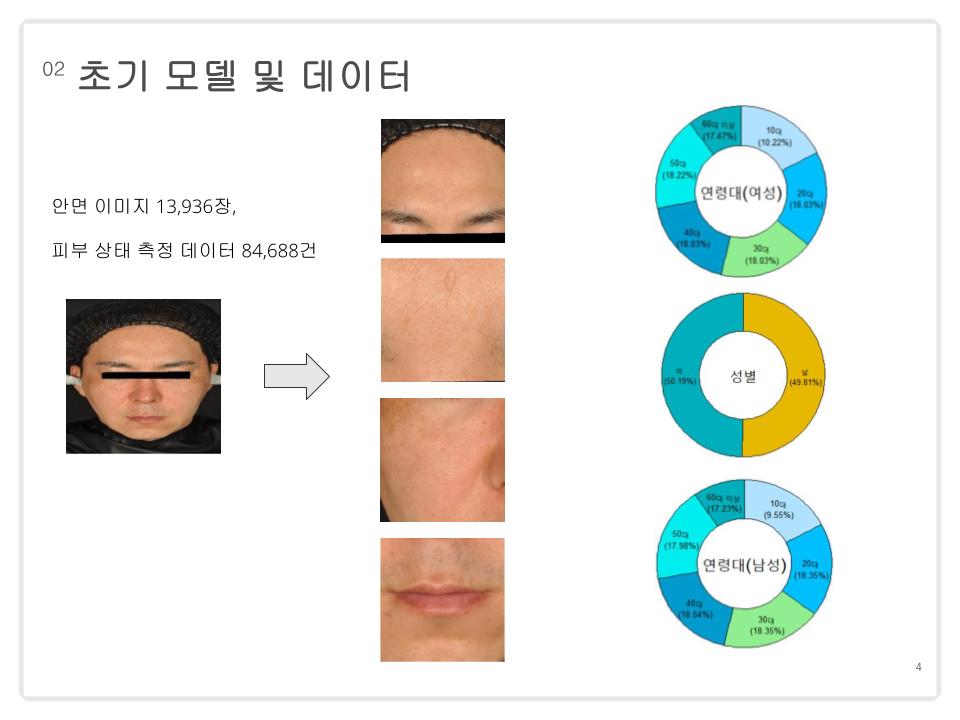 02 초기 모델 및 데이터
안면 이미지 13,936장,
피부 상태 측정 데이터 84,688건
연령대(여성)
10대
(10.22%)
20대
(18.03%)
30대
(18.03%)
40대
(18.03%)
50대
(18.22%)
60대 이상
(17.47%)
성별
여
(50.19%)
남
(49.81%)
연령대(남성)
10대
(9.55%)
20대
(18.35%)
30대
(18.35%)
40대
(18.54%)
50대
(17.98%)
60대 이상
(17.23%)
4